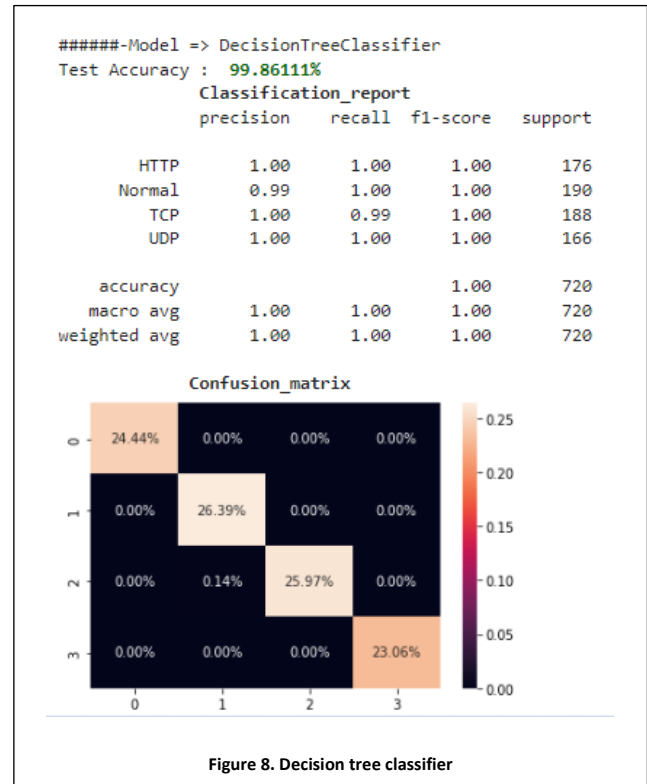 ######-Model => DecisionTreeClassifier
Test Accuracy : 99.86111%
Classification_report
precision recall f1-score support
HTTP 1.00 1.00 1.00 176
Normal 0.99 1.00 1.00 190
TCP 1.00 0.99 1.00 188
UDP 1.00 1.00 1.00 166
accuracy 1.00 720
macro avg 1.00 1.00 1.00 720
weighted avg 1.00 1.00 1.00 720
Confusion_matrix
0 24.44% 0.00% 0.00% 0.00%
1 0.00% 26.39% 0.00% 0.00%
2 0.00% 0.14% 25.97% 0.00%
3 0.00% 0.00% 0.00% 23.06%
0 1 2 3
0.25
0.20
0.15
0.10
0.05
0.00
Figure 8. Decision tree classifier